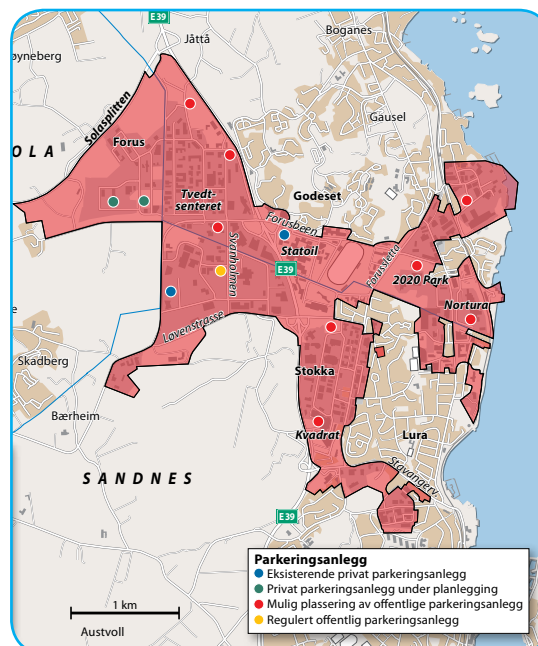 E39
Jåttå
Boganes
øyneberg
Solasplitten
Gausel
OLA
Forus
Tvedt-
senteret
Godeset
Forusbeen
Statoil
Svanholmen
E39
Forussletta
2020 Park
Nortura
Løvenstrasse
e
Skadberg
Stokka
Bærheim
Kvadrat
Lura
Stavangerv.
SANDNES
E39
Parkeringsanlegg
Eksisterende privat parkeringsanlegg
Privat parkeringsanlegg under planlegging
Mulig plassering av offentlige parkeringsanlegg
Regulert offentlig parkeringsanlegg
1 km
Austvoll